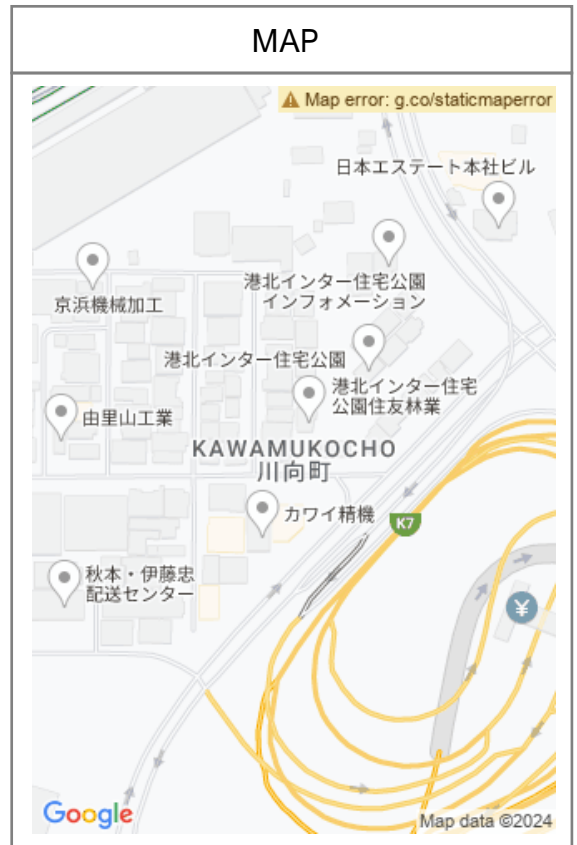 MAP
Map error: g.co/staticmaperror
日本エステート本社ビル
港北インター住宅公園
インフォメーション
京浜機械加工
港北インター住宅公園
港北インター住宅
公園住友林業
由里山工業
KAWAMUKOCHO
川向町
カワイ精機
K7
秋本・伊藤忠
配送センター
¥
Google
Map data ©2024